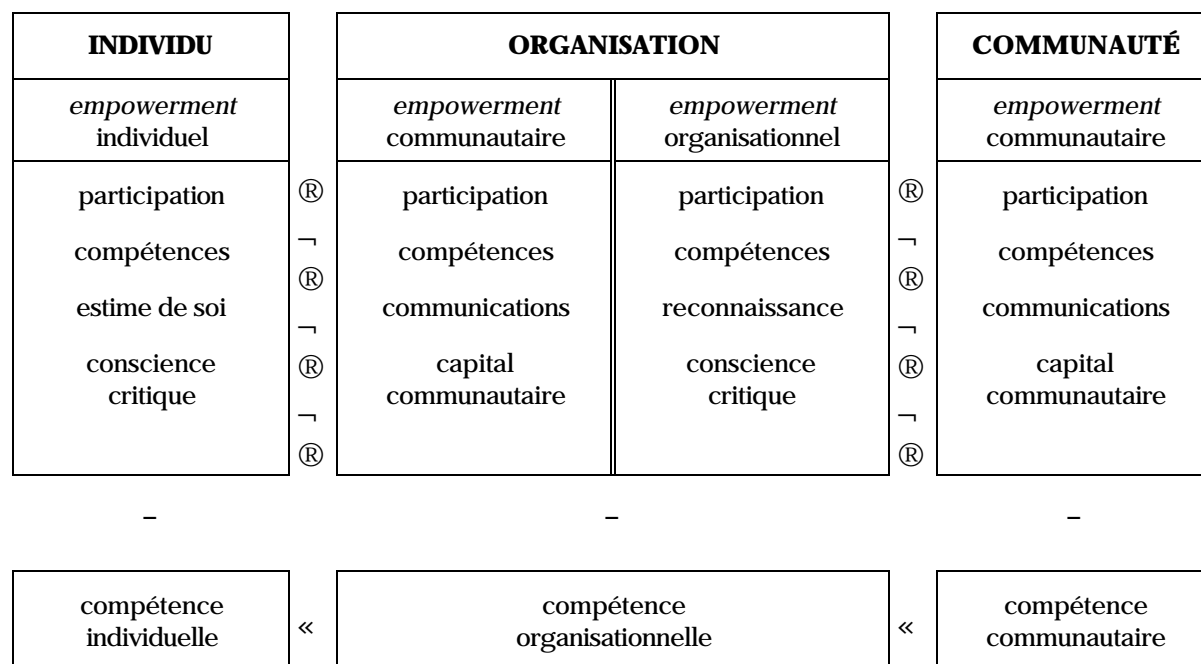 INDIVIDU
ORGANISATION
COMMUNAUTÉ
empowerment
individuel
empowerment
communautaire
empowerment
organisationnel
empowerment
communautaire
participation
compétences
estime de soi
conscience
critique
®
¬
®
¬
®
¬
®
participation
compétences
communications
capital
communautaire
participation
compétences
reconnaissance
conscience
critique
®
¬
®
¬
®
¬
®
participation
compétences
communications
capital
communautaire
–
–
–
compétence
individuelle
«
compétence
organisationnelle
«
compétence
communautaire